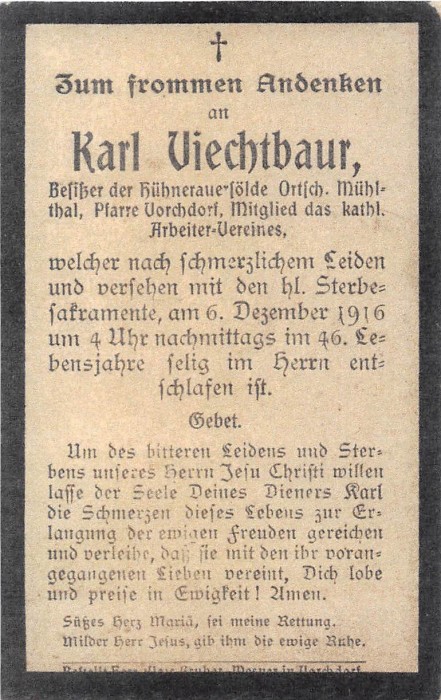 Zum frommen Andenken
an
Karl Viechtbaur,
Besitzer der Hühnerauersölde Ortsch. Mühl-
thal, Pfarre Vorchdorf, Mitglied das kathl.
Arbeiter-Vereines,
welcher nach schmerzlichem Leiden
und versehen mit den hl. Sterbe-
sakramente, am 6. Dezember 1916
um 4 Uhr nachmittags im 46. Le-
bensjahre selig im Herrn ent-
schlafen ist.
Gebet.
Um des bitteren Leidens und Ster-
bens unseres Herrn Jesu Christi willen
lasse der Seele Deines Dieners Karl
die Schmerzen dieses Lebens zur Er-
langung der ewigen Freuden gereichen
und verleihe, daß sie mit den ihr voran-
gegangenen Lieben vereint, Dich lobe
und preise in Ewigkeit! Amen.
Süßes Herz Mariä, sei meine Rettung.
Milder Herr Jesus, gib ihm die ewige Ruhe.
in Vorchdorf